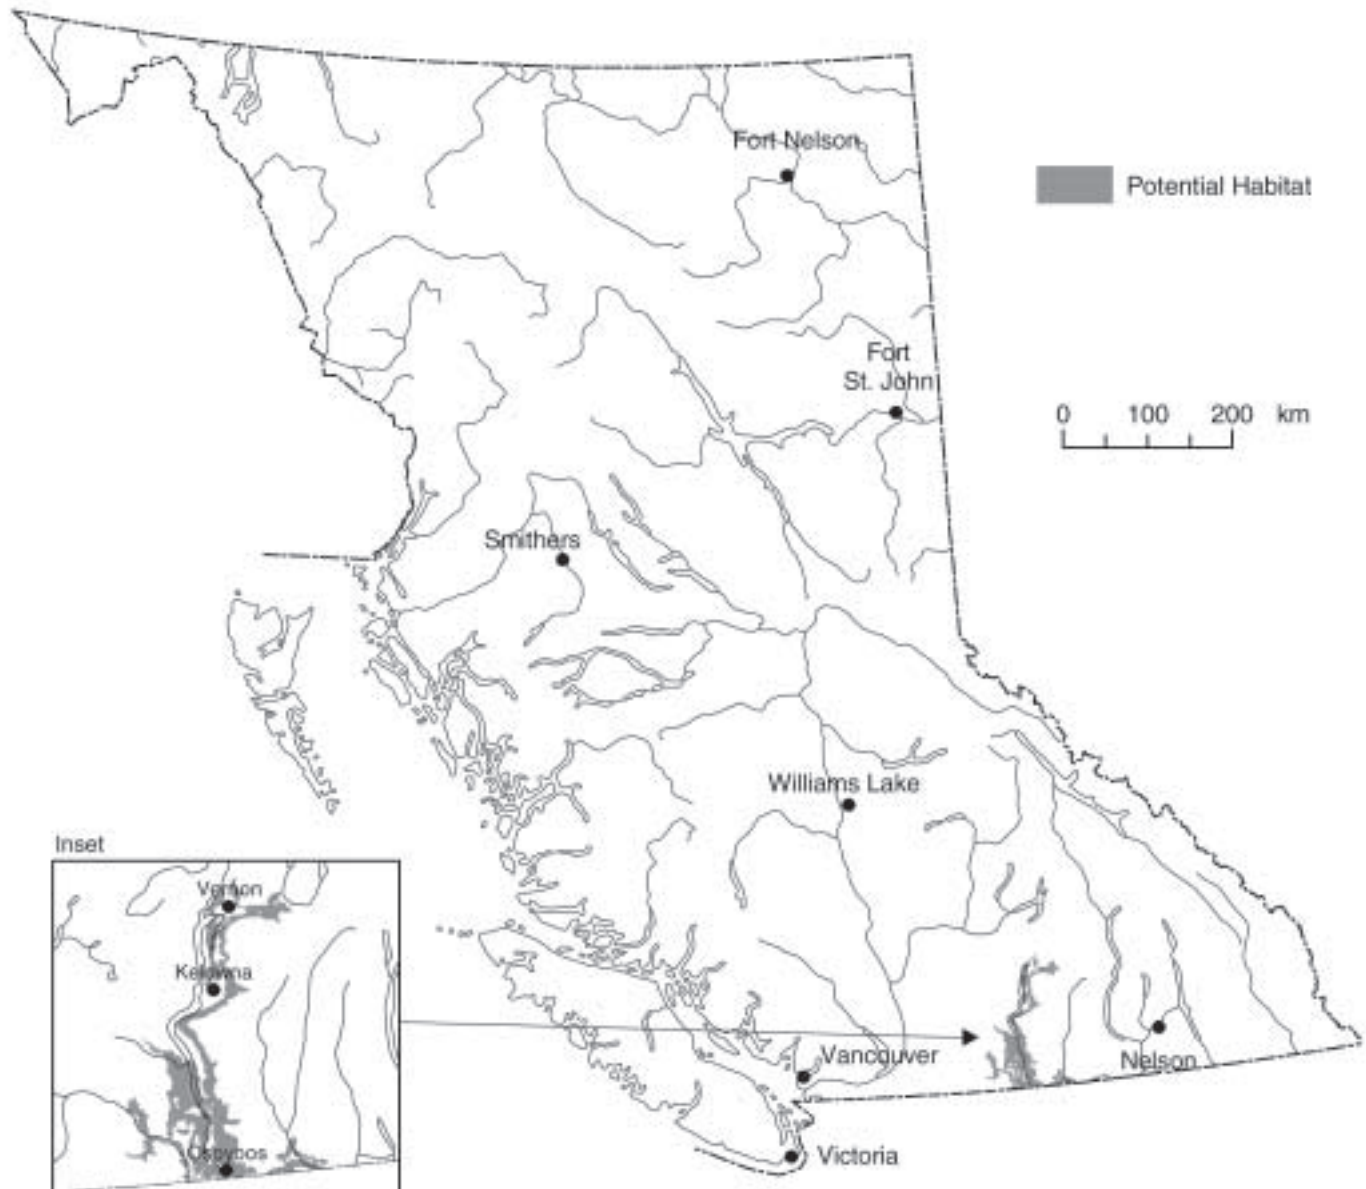 Fort Nelson
Potential Habitat
Fort
St. John
0 100 200 km
Smithers
Williams Lake
Inset
Vernon
Kelowna
Vancouver
Nelson
Osoyoos
Victoria